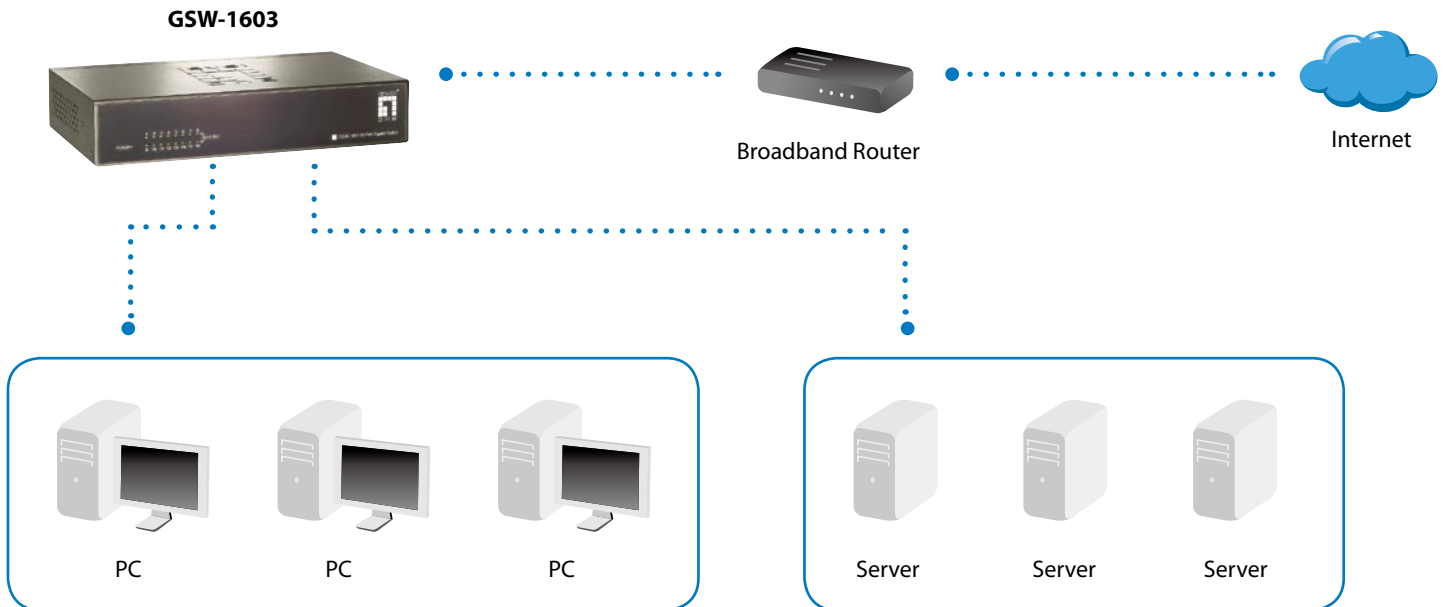 GSW-1603
Broadband Router
Internet
PC
PC
PC
Server
Server
Server